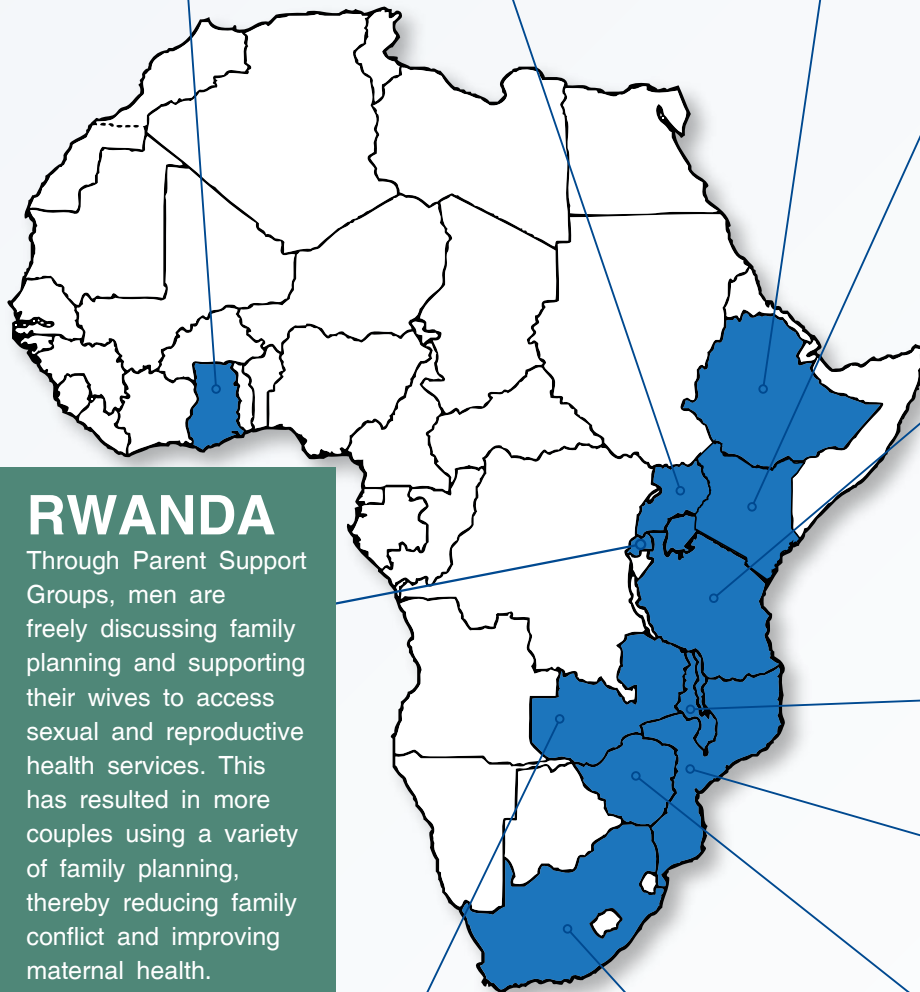 RWANDA
Through Parent Support
Groups, men are
freely discussing family
planning and supporting
their wives to access
sexual and reproductive
health services. This
has resulted in more
couples using a variety
of family planning,
thereby reducing family
conflict and improving
maternal health.